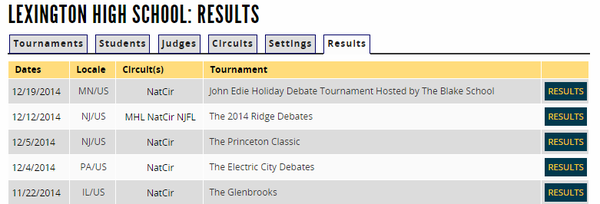 LEXINGTON HIGH SCHOOL: RESULTS
Tournaments Students Judges Circuits Settings Results
Dates Locale Circuit(s) Tournament
12/19/2014 MN/US NatCir John Edie Holiday Debate Tournament Hosted by The Blake School RESULTS
12/12/2014 NJ/US MHL NatCir NJFL The 2014 Ridge Debates RESULTS
12/5/2014 NJ/US NatCir The Princeton Classic RESULTS
12/4/2014 PA/US NatCir The Electric City Debates RESULTS
11/22/2014 IL/US NatCir The Glenbrooks RESULTS